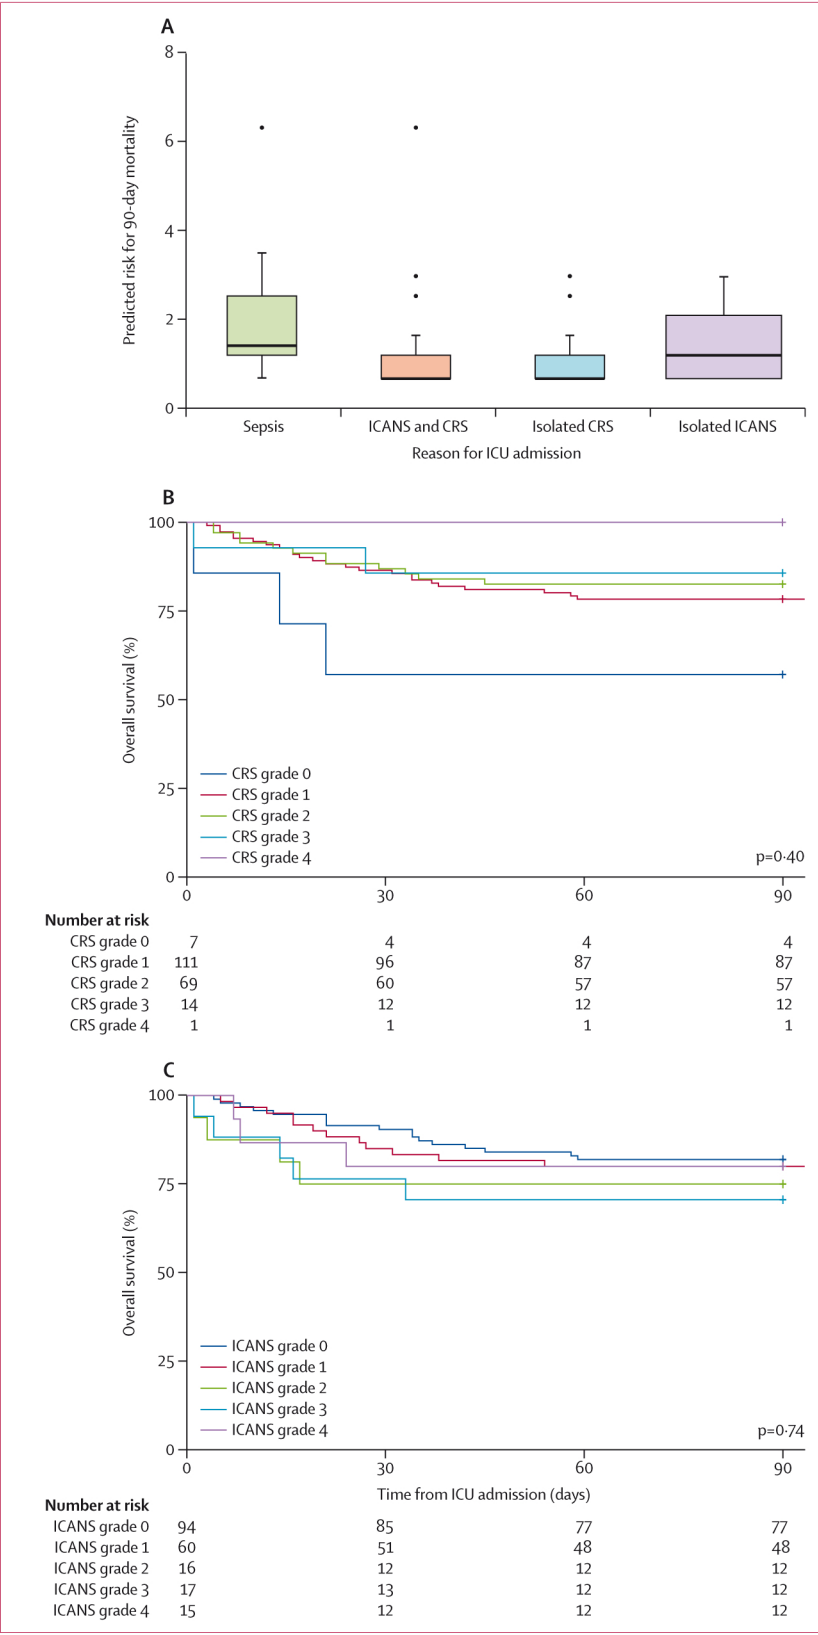 A
8
6
4
2
0
Predicted risk for 90-day mortality
Sepsis ICANS and CRS Isolated CRS Isolated ICANS
Reason for ICU admission
B
100
75
50
25
0
Overall survival (%)
CRS grade 0
CRS grade 1
CRS grade 2
CRS grade 3
CRS grade 4
p=0·40
0 30 60 90
Number at risk
CRS grade 0 7 4 4 4
CRS grade 1 111 96 87 87
CRS grade 2 69 60 57 57
CRS grade 3 14 12 12 12
CRS grade 4 1 1 1 1
C
100
75
50
25
0
Overall survival (%)
ICANS grade 0
ICANS grade 1
ICANS grade 2
ICANS grade 3
ICANS grade 4
p=0·74
0 30 60 90
Time from ICU admission (days)
Number at risk
ICANS grade 0 94 85 77 77
ICANS grade 1 60 51 48 48
ICANS grade 2 16 12 12 12
ICANS grade 3 17 13 12 12
ICANS grade 4 15 12 12 12